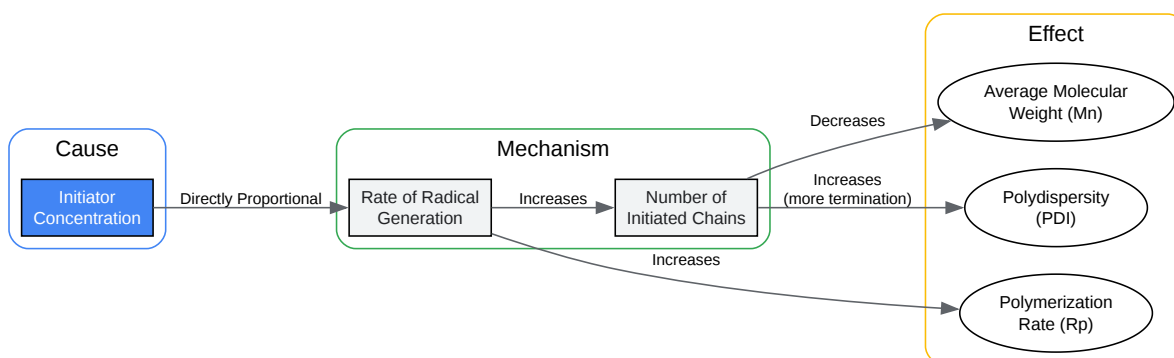 Cause
Initiator
Concentration
Directly Proportional
Mechanism
Rate of Radical
Generation
Increases
Number of
Initiated Chains
Decreases
Increases
(more termination)
Increases
Effect
Average Molecular
Weight (Mn)
Polydispersity
(PDI)
Polymerization
Rate (Rp)